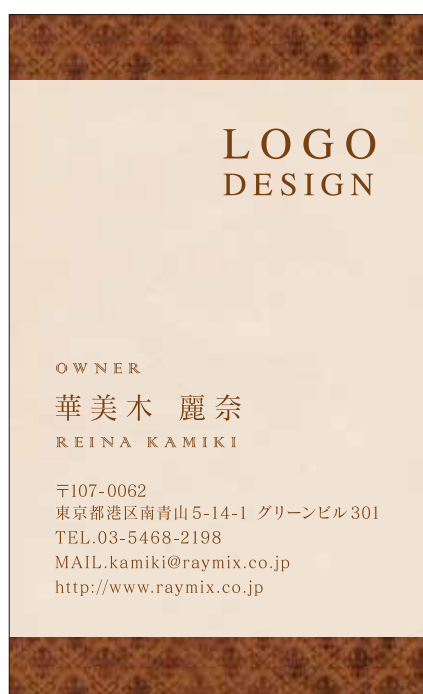 LOGO
DESIGN
OWNER
華美木 麗奈
REINA KAMIKI
〒107-0062
東京都港区南青山5-14-1 グリーンビル301
TEL.03-5468-2198
MAIL.kamiki@raymix.co.jp
http://www.raymix.co.jp